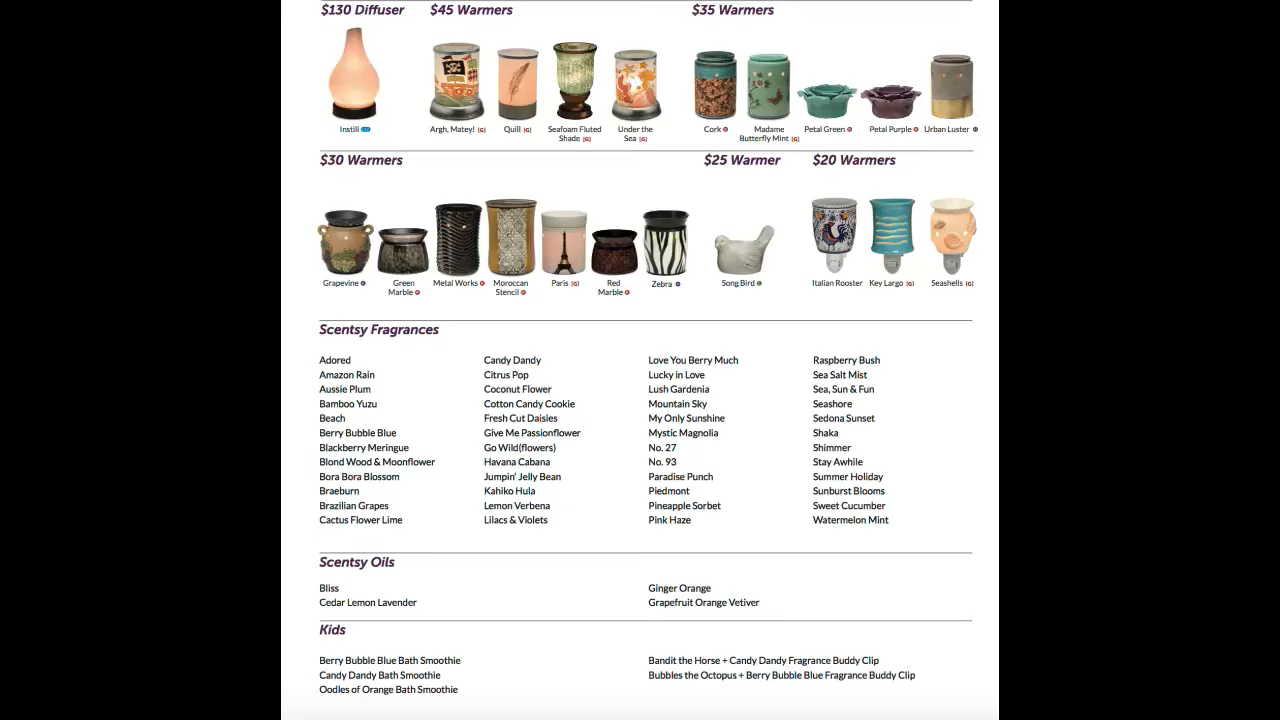 $130 Diffuser
$45 Warmers
$35 Warmers
Instill
Argh, Matey! [G]
Quill [G]
Seafoam Fluted
Shade [G]
Under the
Sea [G]
Cork
Madame
Butterfly Mint [G]
Petal Green
Petal Purple
Urban Luster
$30 Warmers
$25 Warmer
$20 Warmers
Grapevine
Green
Marble
Metal Works
Moroccan
Stencil
Paris [G]
Red
Marble
Zebra
Song Bird
Italian Rooster
Key Largo [G]
Seashells [G]
Scentsy Fragrances
Adored
Amazon Rain
Aussie Plum
Bamboo Yuzu
Beach
Berry Bubble Blue
Blackberry Meringue
Blond Wood & Moonflower
Bora Bora Blossom
Braeburn
Brazilian Grapes
Cactus Flower Lime
Candy Dandy
Citrus Pop
Coconut Flower
Cotton Candy Cookie
Fresh Cut Daisies
Give Me Passionflower
Go Wild(flowers)
Havana Cabana
Jumpin' Jelly Bean
Kahiko Hula
Lemon Verbena
Lilacs & Violets
Love You Berry Much
Lucky in Love
Lush Gardenia
Mountain Sky
My Only Sunshine
Mystic Magnolia
No. 27
No. 93
Paradise Punch
Piedmont
Pineapple Sorbet
Pink Haze
Raspberry Bush
Sea Salt Mist
Sea, Sun & Fun
Seashore
Sedona Sunset
Shaka
Shimmer
Stay Awhile
Summer Holiday
Sunburst Blooms
Sweet Cucumber
Watermelon Mint
Scentsy Oils
Bliss
Cedar Lemon Lavender
Ginger Orange
Grapefruit Orange Vetiver
Kids
Berry Bubble Blue Bath Smoothie
Candy Dandy Bath Smoothie
Oodles of Orange Bath Smoothie
Bandit the Horse + Candy Dandy Fragrance Buddy Clip
Bubbles the Octopus + Berry Bubble Blue Fragrance Buddy Clip